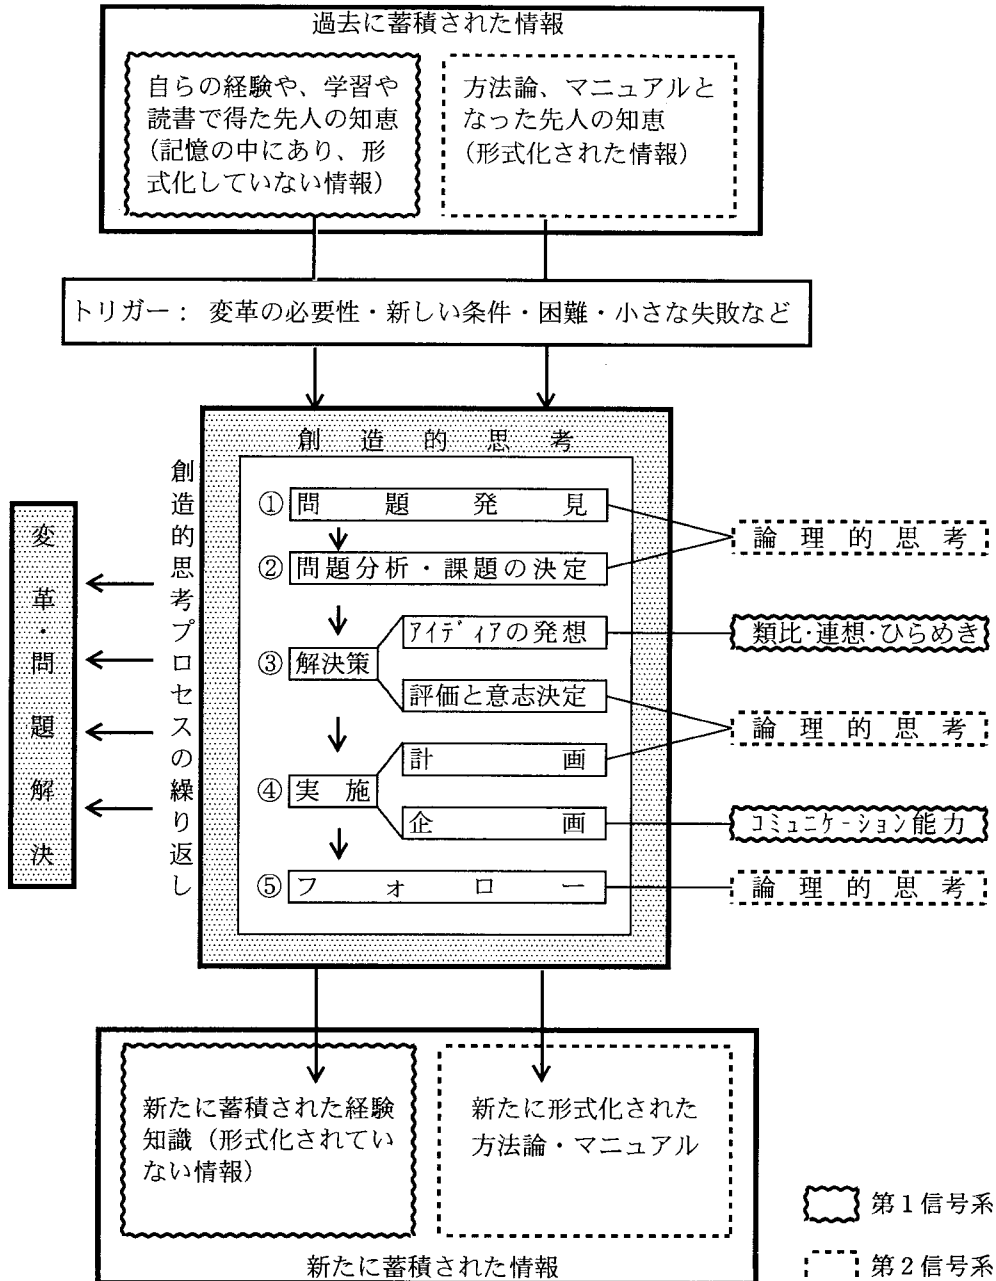 過去に蓄積された情報
自らの経験や、学習や
読書で得た先人の知恵
(記憶の中にあり、形
式化していない情報)
方法論、マニュアルと
なった先人の知恵
(形式化された情報)
トリガー： 変革の必要性・新しい条件・困難・小さな失敗など
創造的思考
創造的思考プロセスの繰り返し
変革・問題解決
①問題発見
②問題分析・課題の決定
③解決策
アイディアの発想
評価と意志決定
④実施
計画
企画
⑤フォロー
論理的思考
類比・連想・ひらめき
論理的思考
コミュニケーション能力
論理的思考
新たに蓄積された経験
知識（形式化されてい
ない情報）
新たに形式化された
方法論・マニュアル
新たに蓄積された情報
第１信号系
第２信号系